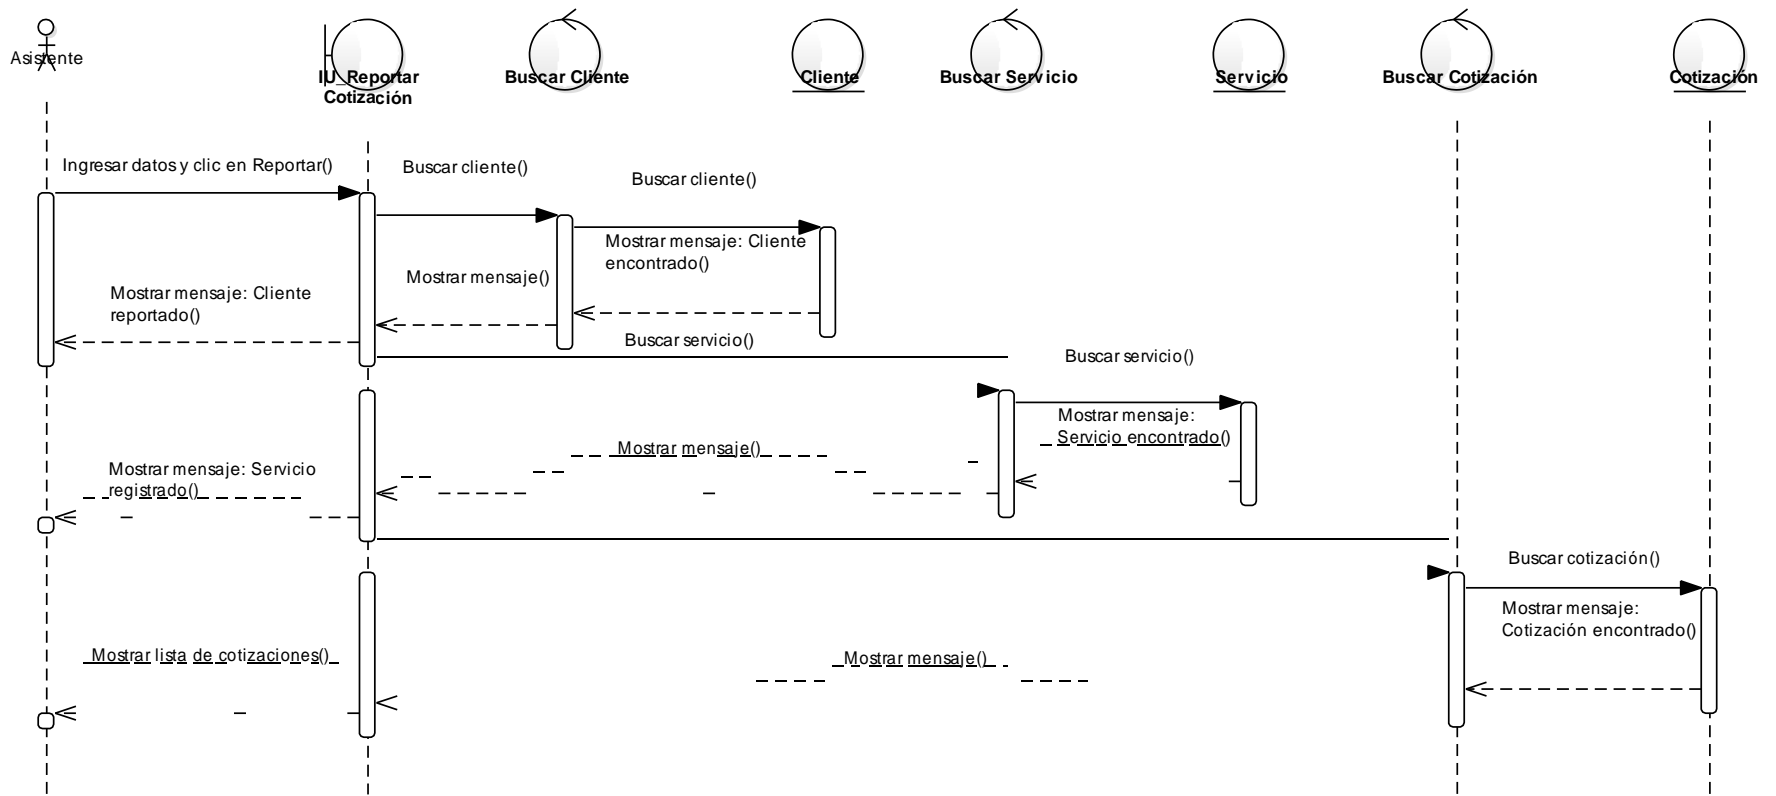 Asistente
IU_Reportar
Cotización
Buscar Cliente
Cliente
Buscar Servicio
Servicio
Buscar Cotización
Cotización
Ingresar datos y clic en Reportar()
Buscar cliente()
Buscar cliente()
Mostrar mensaje: Cliente
encontrado()
Mostrar mensaje()
Mostrar mensaje: Cliente
reportado()
Buscar servicio()
Buscar servicio()
Mostrar mensaje:
Servicio encontrado()
Mostrar mensaje()
Mostrar mensaje: Servicio
registrado()
Buscar cotización()
Mostrar mensaje:
Cotización encontrado()
Mostrar lista de cotizaciones()
Mostrar mensaje()